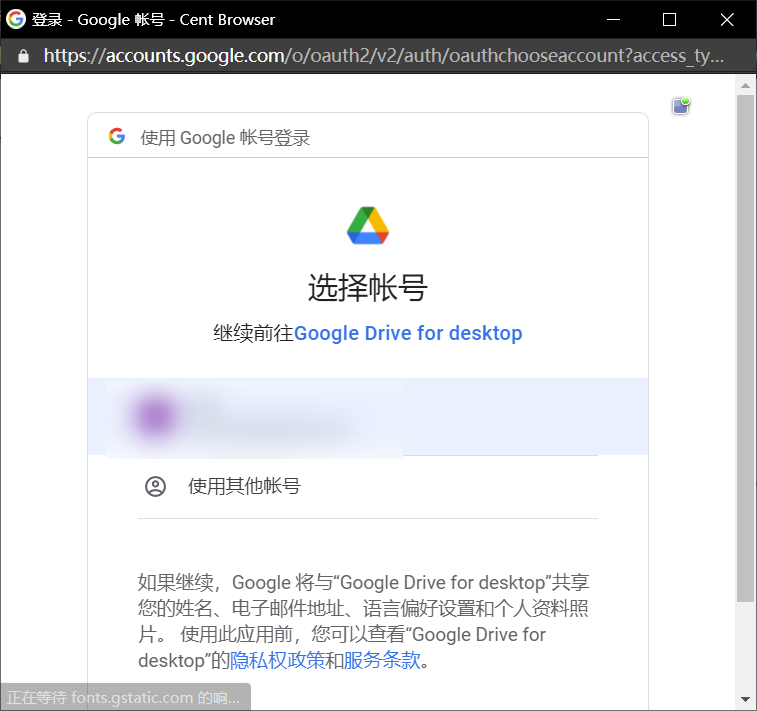 登录 - Google 帐号 - Cent Browser
https://accounts.google.com/o/oauth2/v2/auth/oauthchooseaccount?access_ty...
使用 Google 帐号登录
选择帐号
继续前往Google Drive for desktop
使用其他帐号
如果继续，Google 将与“Google Drive for desktop”共享
您的姓名、电子邮件地址、语言偏好设置和个人资料照
片。 使用此应用前，您可以查看“Google Drive for
desktop”的隐私权政策和服务条款。
正在等待 fonts.gstatic.com 的响...